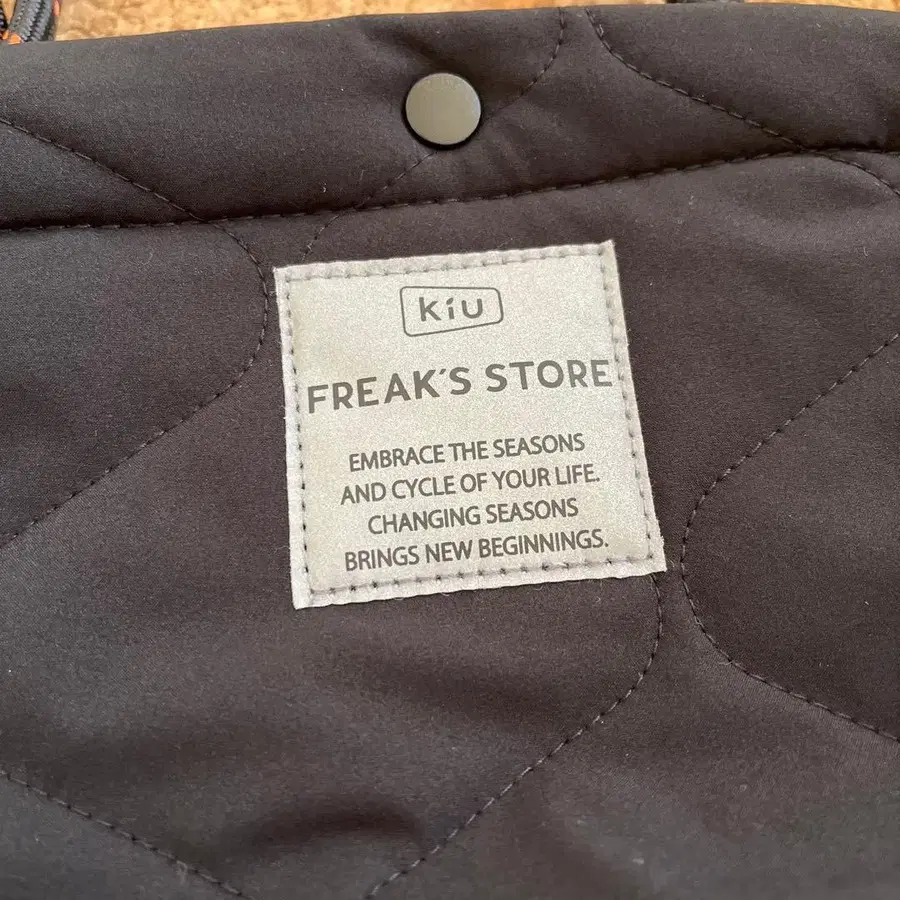 kiu
FREAK'S STORE
EMBRACE THE SEASONS
AND CYCLE OF YOUR LIFE.
CHANGING SEASONS
BRINGS NEW BEGINNINGS.